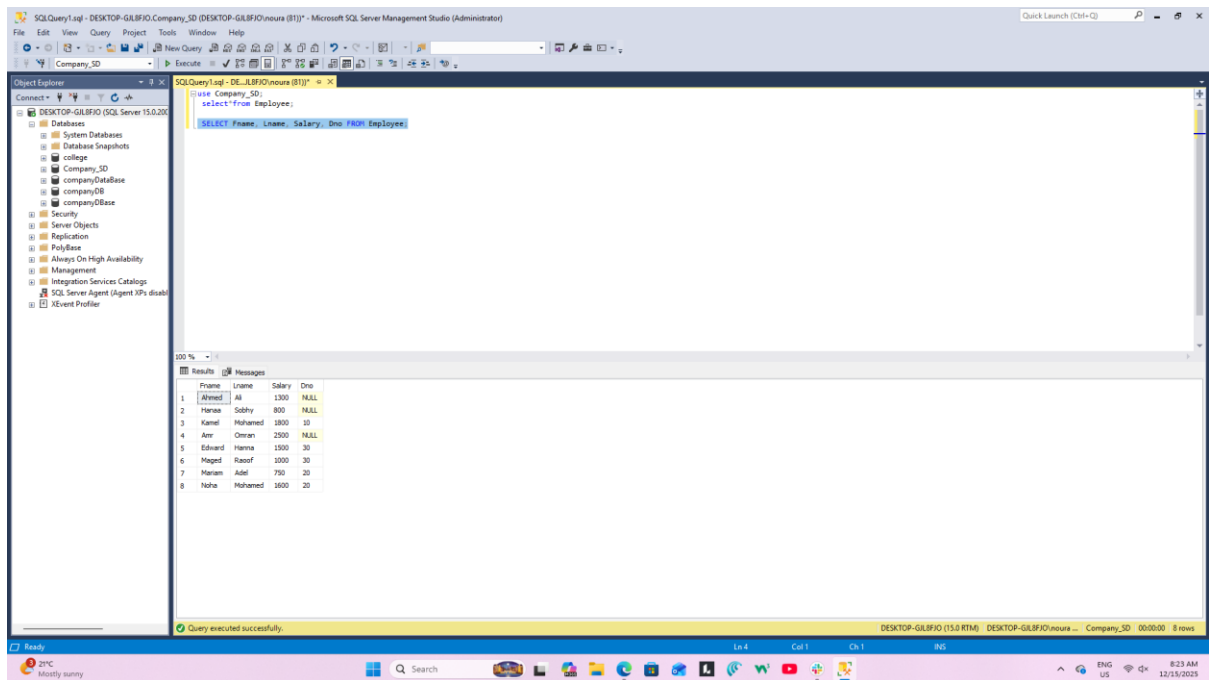 SQLQuery1.sql - DESKTOP-GJL8FJO.Company_SD (DESKTOP-GJL8FJO\noura (81))* - Microsoft SQL Server Management Studio (Administrator)
Quick Launch (Ctrl+Q)
File Edit View Query Project Tools Window Help
New Query
Company_SD
Execute
Object Explorer
Connect
DESKTOP-GJL8FJO (SQL Server 15.0.200
Databases
System Databases
Database Snapshots
college
Company_SD
companyDataBase
companyDB
companyDBase
Security
Server Objects
Replication
PolyBase
Always On High Availability
Management
Integration Services Catalogs
SQL Server Agent (Agent XPs disabl
XEvent Profiler
SQLQuery1.sql - DE...JL8FJO\noura (81))*
use Company_SD;
select*from Employee;
SELECT Fname, Lname, Salary, Dno FROM Employee;
100 %
Results Messages
Fname Lname Salary Dno
1 Ahmed Ali 1300 NULL
2 Hanaa Sobhy 800 NULL
3 Kamel Mohamed 1800 10
4 Amr Omran 2500 NULL
5 Edward Hanna 1500 30
6 Maged Raoof 1000 30
7 Mariam Adel 750 20
8 Noha Mohamed 1600 20
Query executed successfully.
DESKTOP-GJL8FJO (15.0 RTM) DESKTOP-GJL8FJO\noura ... Company_SD 00:00:00 8 rows
Ready
Ln 4 Col 1 Ch 1 INS
21°C
Mostly sunny
Search
ENG
US
8:23 AM
12/15/2025